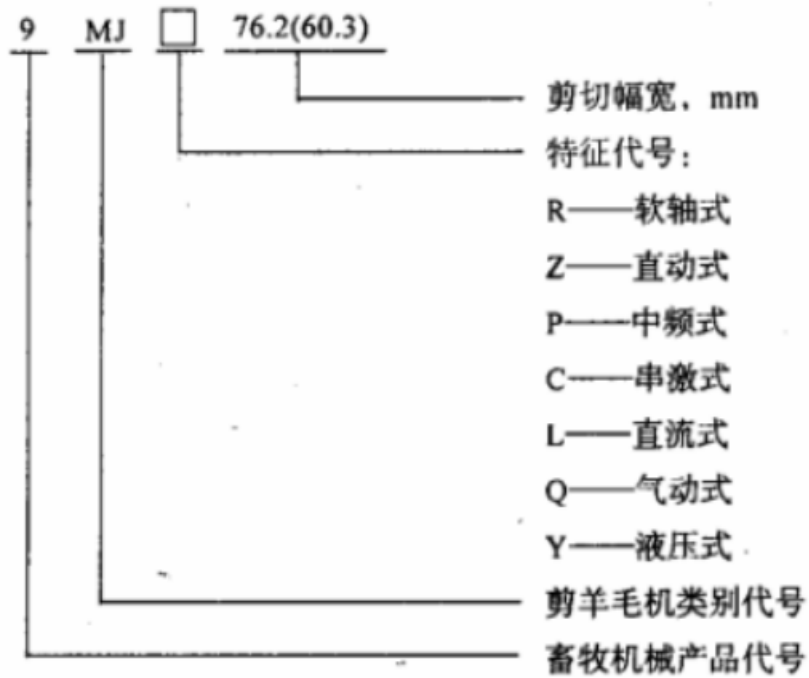 9 MJ □ 76.2(60.3)
剪切幅宽，mm
特征代号：
R——软轴式
Z——直动式
P——中频式
C——串激式
L——直流式
Q——气动式
Y——液压式
剪羊毛机类别代号
畜牧机械产品代号